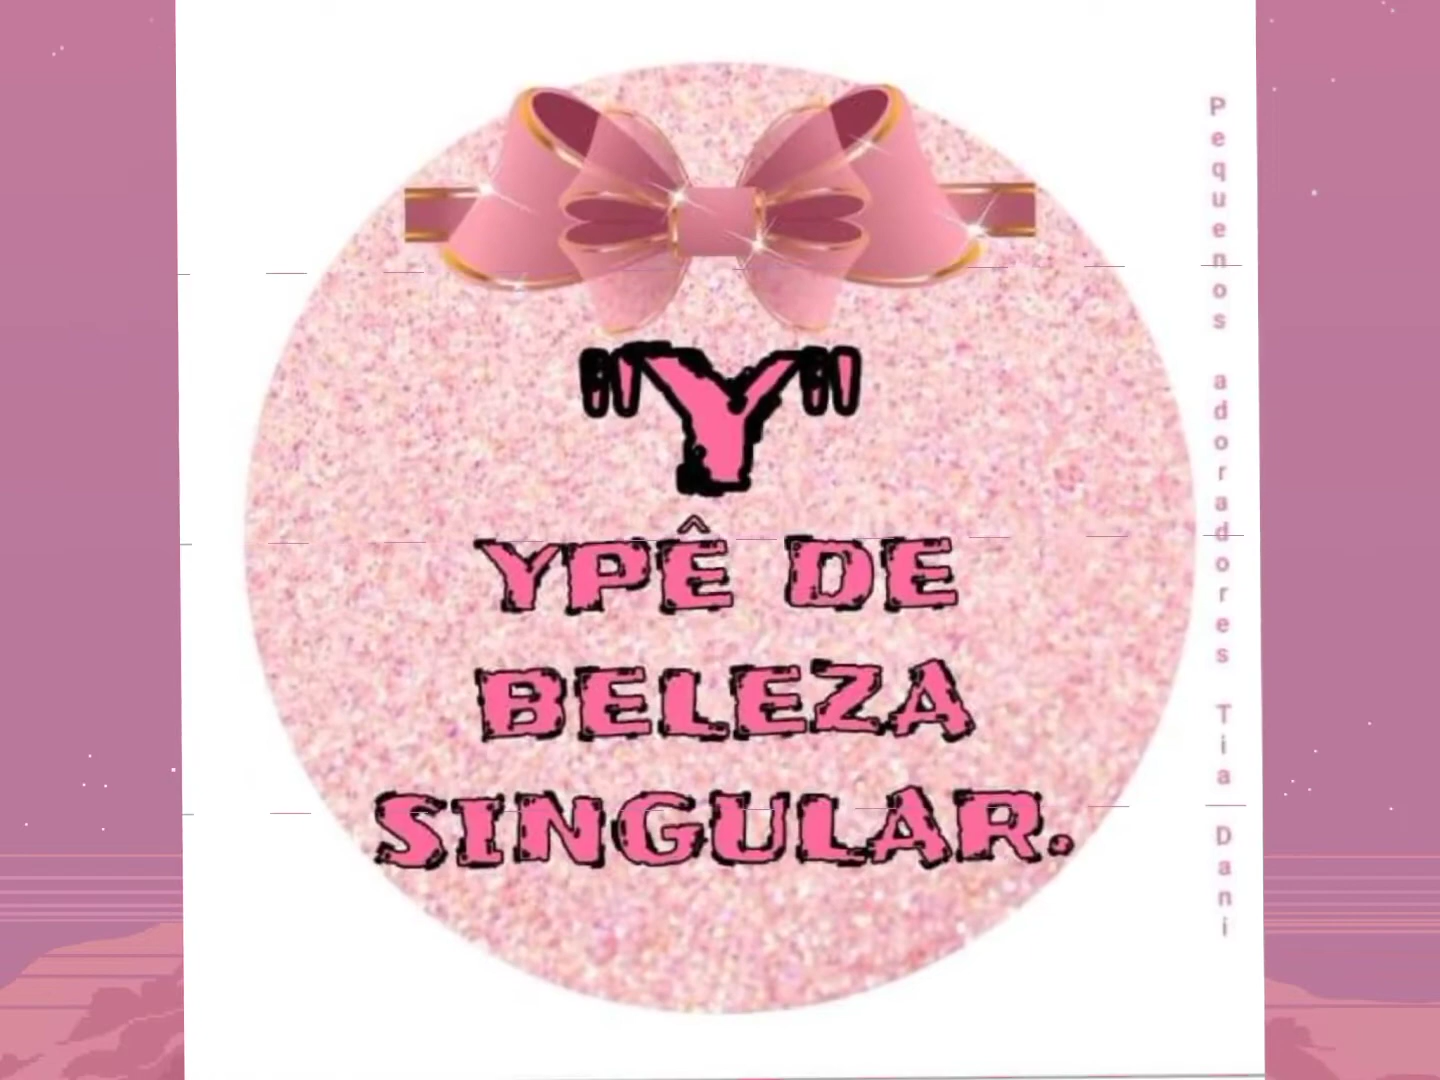 "Y"
YPÊ DE
BELEZA
SINGULAR.
Pequenos adoradores Tia Dani